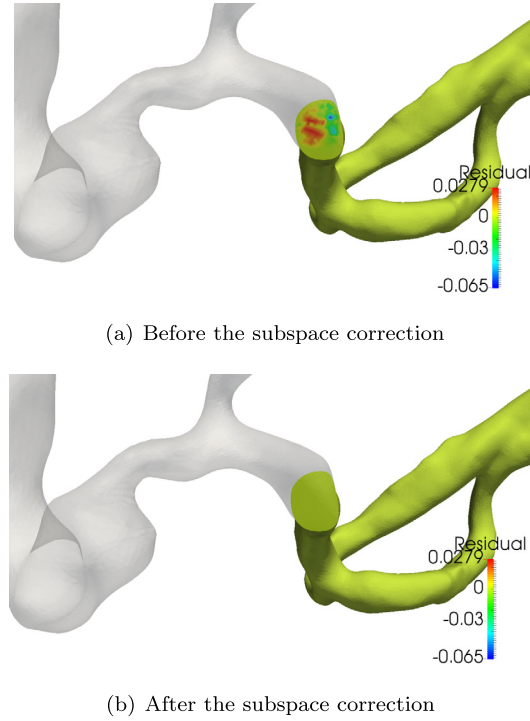 Residual
0.0279
0
-0.03
-0.065
(a) Before the subspace correction
Residual
0.0279
0
-0.03
-0.065
(b) After the subspace correction